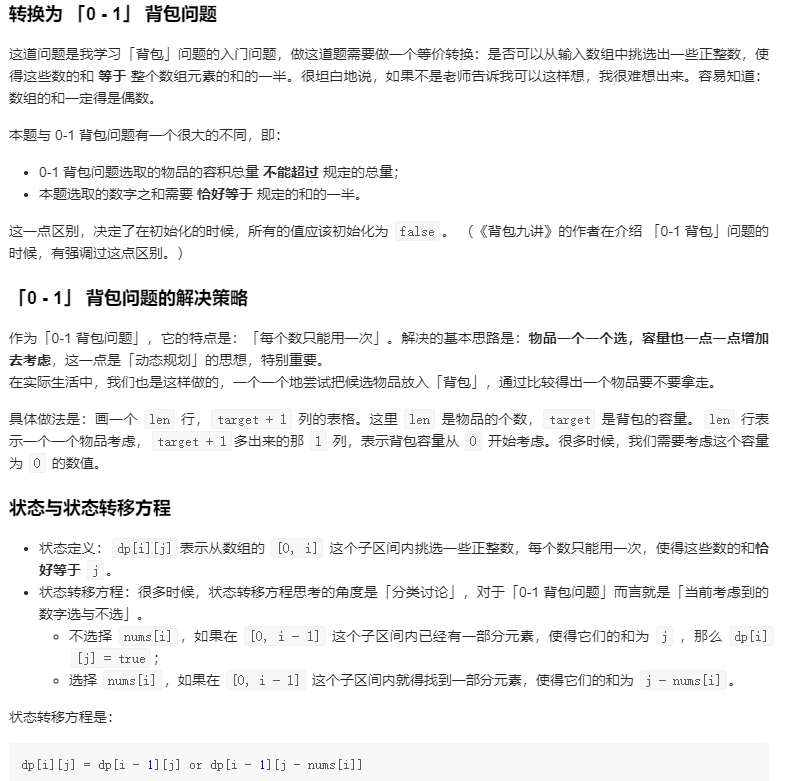 转换为 「0 - 1」 背包问题
这道问题是我学习「背包」问题的入门问题，做这道题需要做一个等价转换：是否可以从输入数组中挑选出一些正整数，使
得这些数的和 等于 整个数组元素的和的一半。很坦白地说，如果不是老师告诉我可以这样想，我很难想出来。容易知道：
数组的和一定得是偶数。
本题与 0-1 背包问题有一个很大的不同，即：
• 0-1 背包问题选取的物品的容积总量 不能超过 规定的总量；
• 本题选取的数字之和需要 恰好等于 规定的和的一半。
这一点区别，决定了在初始化的时候，所有的值应该初始化为 false 。 （《背包九讲》的作者在介绍 「0-1 背包」问题的
时候，有强调过这点区别。）
「0 - 1」 背包问题的解决策略
作为「0-1 背包问题」，它的特点是：「每个数只能用一次」。解决的基本思路是：物品一个一个选，容量也一点一点增加
去考虑，这一点是「动态规划」的思想，特别重要。
在实际生活中，我们也是这样做的，一个一个地尝试把候选物品放入「背包」，通过比较得出一个物品要不要拿走。
具体做法是：画一个 len 行， target + 1 列的表格。这里 len 是物品的个数， target 是背包的容量。 len 行表
示一个一个物品考虑， target + 1 多出来的那 1 列，表示背包容量从 0 开始考虑。很多时候，我们需要考虑这个容量
为 0 的数值。
状态与状态转移方程
• 状态定义： dp[i][j] 表示从数组的 [0, i] 这个子区间内挑选一些正整数，每个数只能用一次，使得这些数的和恰
好等于 j 。
• 状态转移方程：很多时候，状态转移方程思考的角度是「分类讨论」，对于「0-1 背包问题」而言就是「当前考虑到的
数字选与不选」。
◦ 不选择 nums[i] ，如果在 [0, i - 1] 这个子区间内已经有一部分元素，使得它们的和为 j ，那么 dp[i]
[j] = true ；
◦ 选择 nums[i] ，如果在 [0, i - 1] 这个子区间内就得找到一部分元素，使得它们的和为 j - nums[i] 。
状态转移方程是：
dp[i][j] = dp[i - 1][j] or dp[i - 1][j - nums[i]]